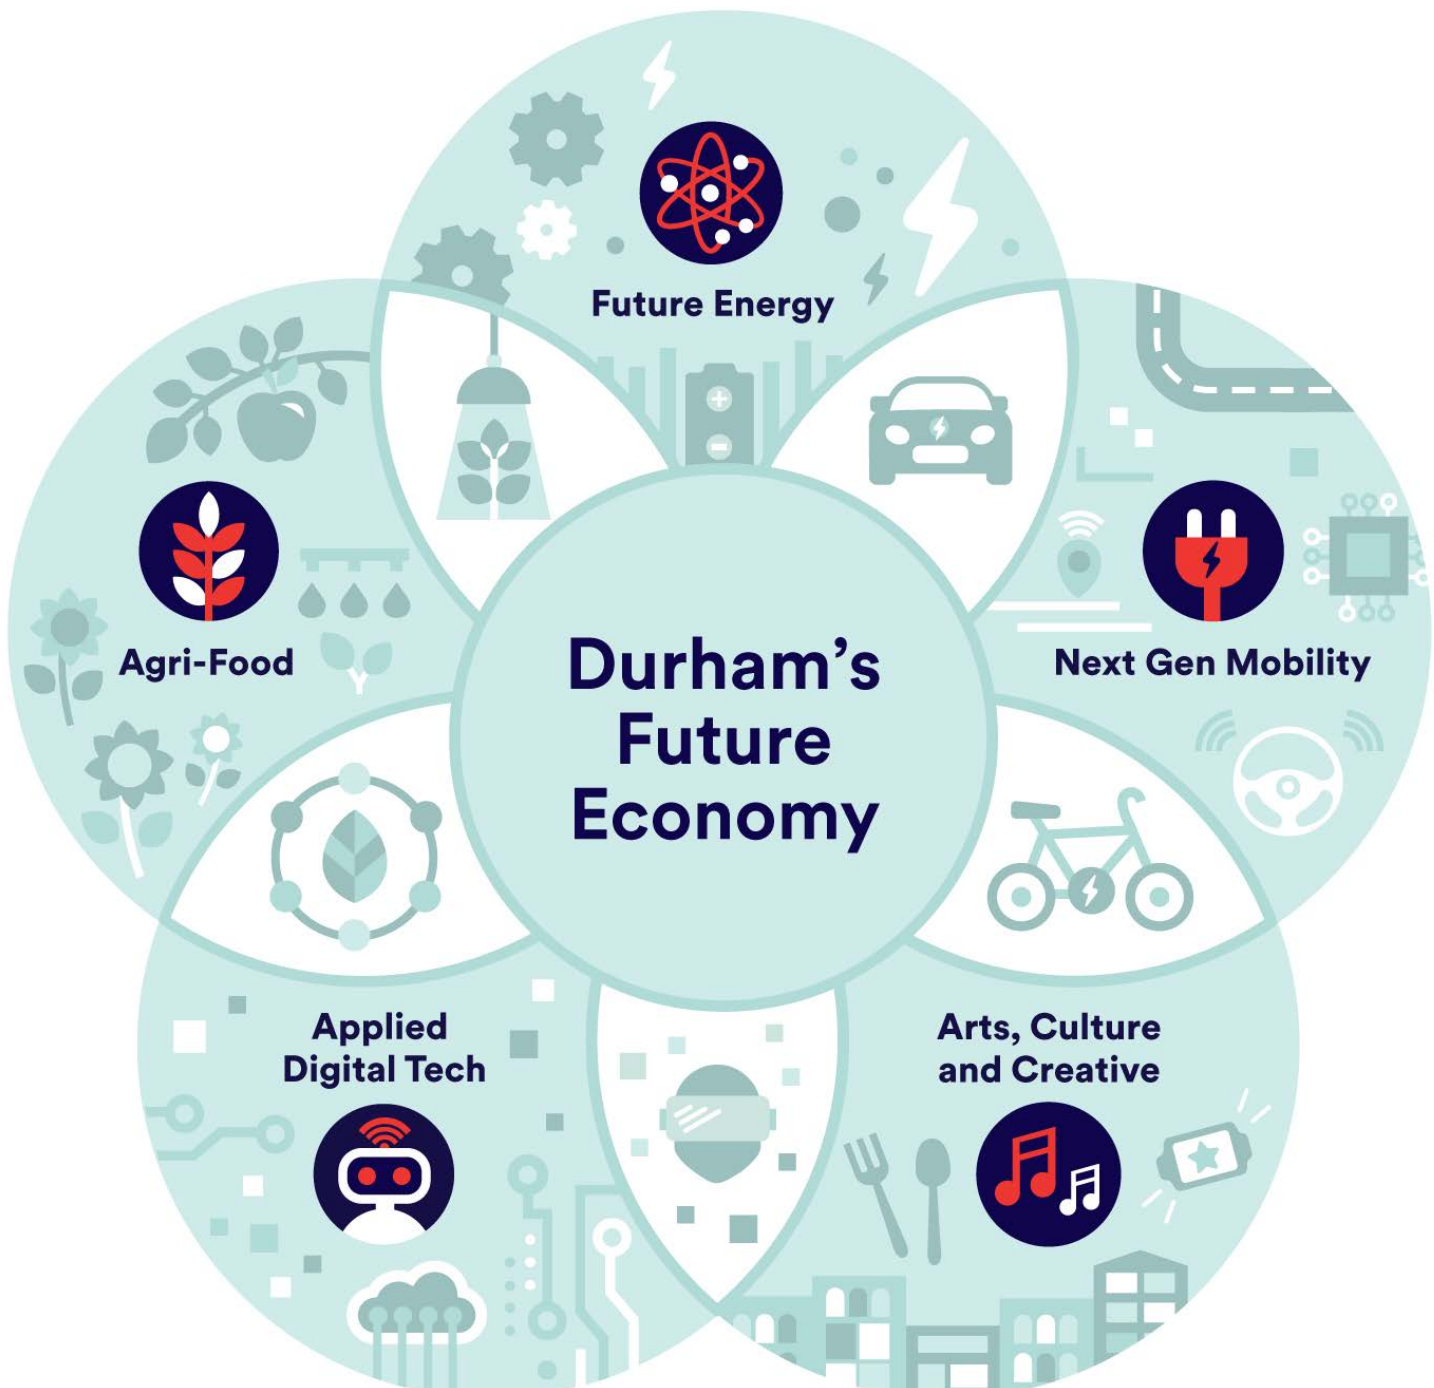 Future Energy
Agri-Food
Next Gen Mobility
Durham's
Future
Economy
Applied
Digital Tech
Arts, Culture
and Creative